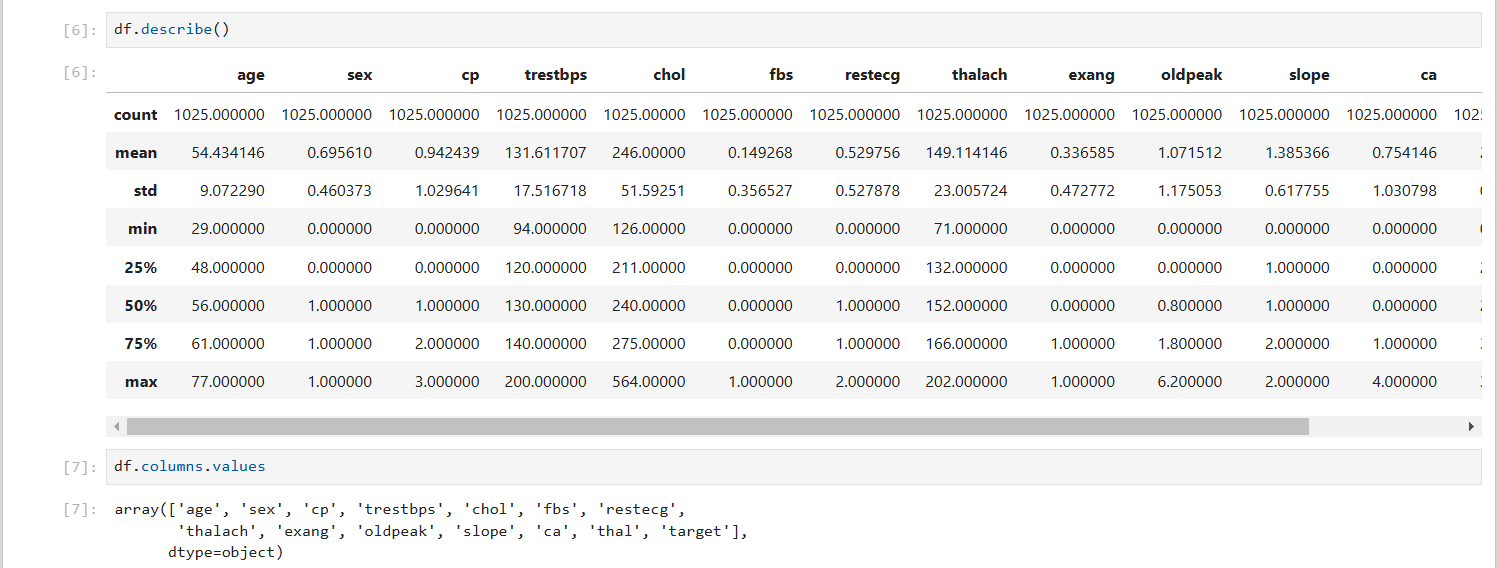 [6]: df.describe()
[6]: age sex cp trestbps chol fbs restecg thalach exang oldpeak slope ca
count 1025.000000 1025.000000 1025.000000 1025.000000 1025.00000 1025.000000 1025.000000 1025.000000 1025.000000 1025.000000 1025.000000 1025.000000 1025
mean 54.434146 0.695610 0.942439 131.611707 246.00000 0.149268 0.529756 149.114146 0.336585 1.071512 1.385366 0.754146
std 9.072290 0.460373 1.029641 17.516718 51.59251 0.356527 0.527878 23.005724 0.472772 1.175053 0.617755 1.030798
min 29.000000 0.000000 0.000000 94.000000 126.00000 0.000000 0.000000 71.000000 0.000000 0.000000 0.000000 0.000000
25% 48.000000 0.000000 0.000000 120.000000 211.00000 0.000000 0.000000 132.000000 0.000000 0.000000 1.000000 0.000000
50% 56.000000 1.000000 1.000000 130.000000 240.00000 0.000000 1.000000 152.000000 0.000000 0.800000 1.000000 0.000000
75% 61.000000 1.000000 2.000000 140.000000 275.00000 0.000000 1.000000 166.000000 1.000000 1.800000 2.000000 1.000000
max 77.000000 1.000000 3.000000 200.000000 564.00000 1.000000 2.000000 202.000000 1.000000 6.200000 2.000000 4.000000
[7]: df.columns.values
[7]: array(['age', 'sex', 'cp', 'trestbps', 'chol', 'fbs', 'restecg',
'thalach', 'exang', 'oldpeak', 'slope', 'ca', 'thal', 'target'],
dtype=object)